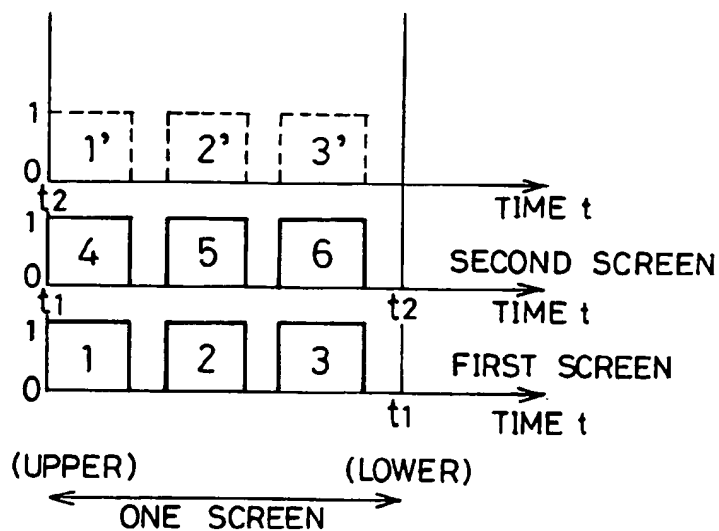 1
1' 2' 3'
0
t2 TIME t
1
4 5 6 SECOND SCREEN
0
t1 t2 TIME t
1
1 2 3 FIRST SCREEN
0
t1 TIME t
(UPPER) (LOWER)
ONE SCREEN